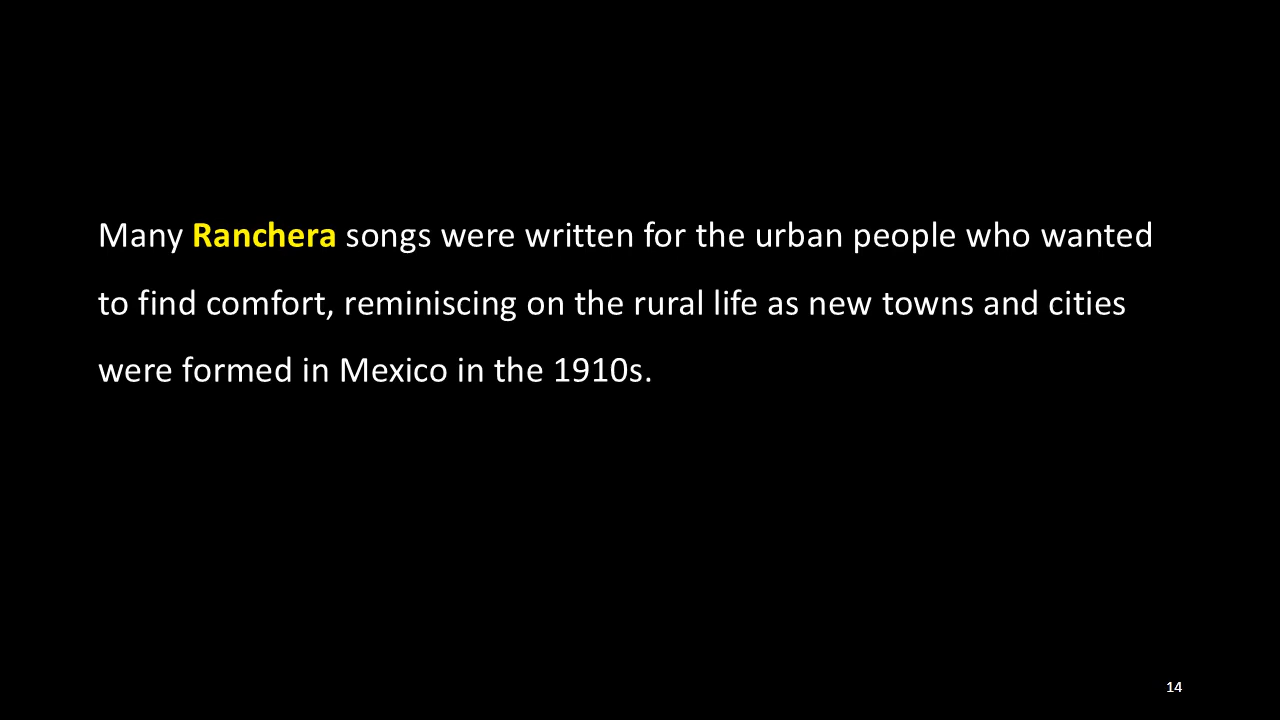 Many Ranchera songs were written for the urban people who wanted
to find comfort, reminiscing on the rural life as new towns and cities
were formed in Mexico in the 1910s.
14